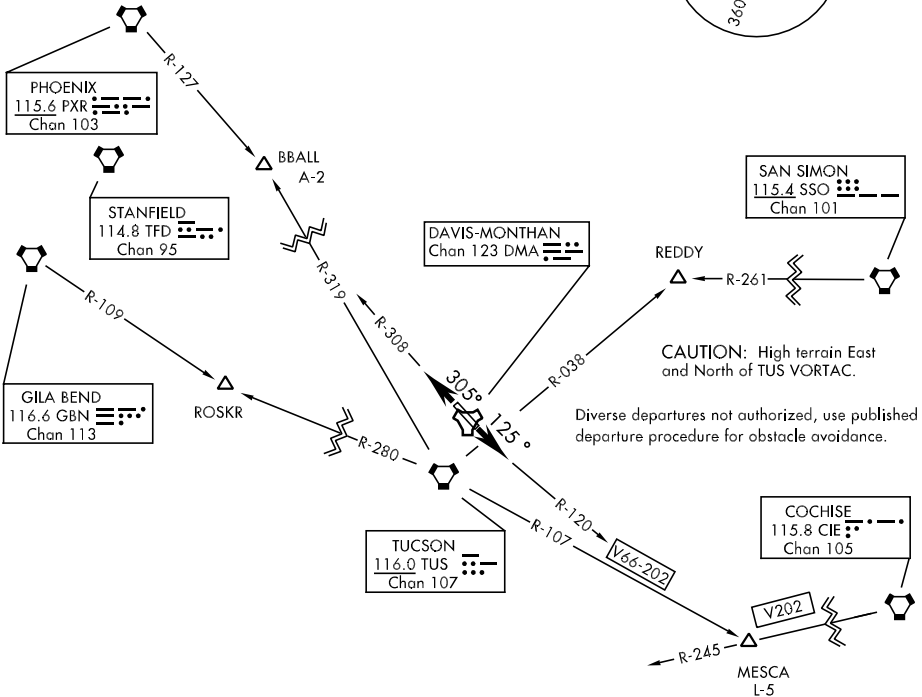 360
R-127
PHOENIX
115.6 PXR
Chan 103
BBALL
A-2
STANFIELD
114.8 TFD
Chan 95
SAN SIMON
115.4 SSO
Chan 101
DAVIS-MONTHAN
Chan 123 DMA
REDDY
R-261
R-319
R-109
R-308
R-038
CAUTION: High terrain East
and North of TUS VORTAC.
305°
125°
GILA BEND
116.6 GBN
Chan 113
ROSKR
Diverse departures not authorized, use published
departure procedure for obstacle avoidance.
R-280
R-120
R-107
COCHISE
115.8 CIE
Chan 105
TUCSON
116.0 TUS
Chan 107
V66-202
V202
R-245
MESCA
L-5